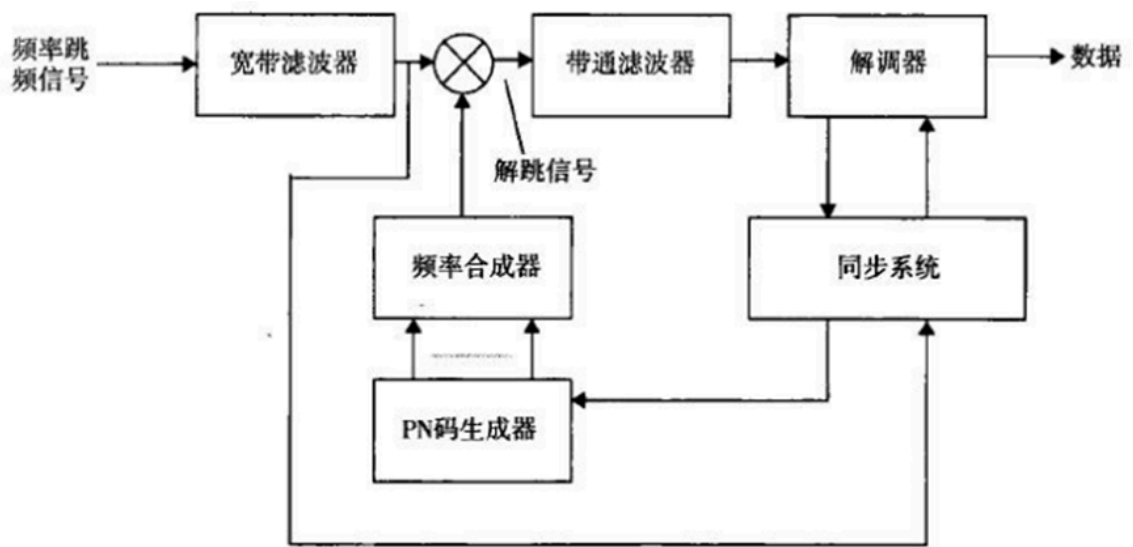 频率跳
频信号
宽带滤波器
带通滤波器
解调器
数据
解跳信号
频率合成器
同步系统
PN码生成器